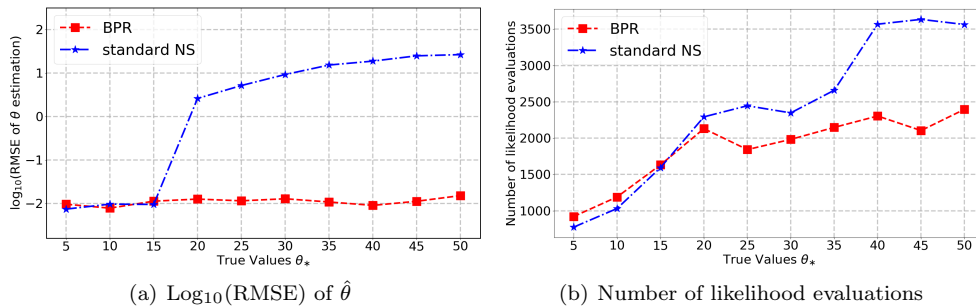 BPR
standard NS
log₁₀(RMSE of θ estimation)
2
1
0
−1
−2
5 10 15 20 25 30 35 40 45 50
True Values θ*
(a) Log₁₀(RMSE) of θ̂
BPR
standard NS
Number of likelihood evaluations
3500
3000
2500
2000
1500
1000
5 10 15 20 25 30 35 40 45 50
True Values θ*
(b) Number of likelihood evaluations